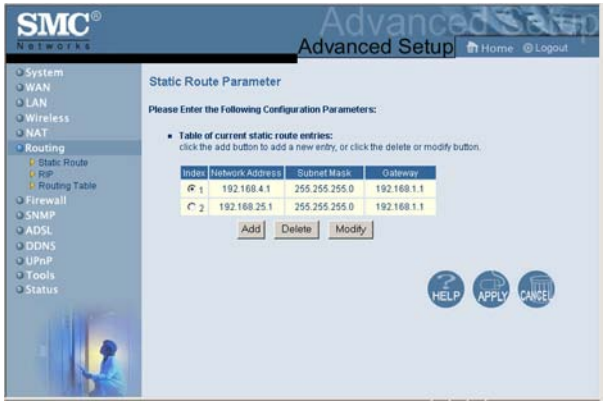 SMC®
Networks
Advanced Setup
Advanced Setup
Home
Logout
System
WAN
LAN
Wireless
NAT
Routing
Static Route
RIP
Routing Table
Firewall
SNMP
ADSL
DDNS
UPnP
Tools
Status
Static Route Parameter
Please Enter the Following Configuration Parameters:
Table of current static route entries:
click the add button to add a new entry, or click the delete or modify button.
Index Network Address Subnet Mask Gateway
1 192.168.4.1 255.255.255.0 192.168.1.1
2 192.168.25.1 255.255.255.0 192.168.1.1
Add Delete Modify
HELP APPLY CANCEL